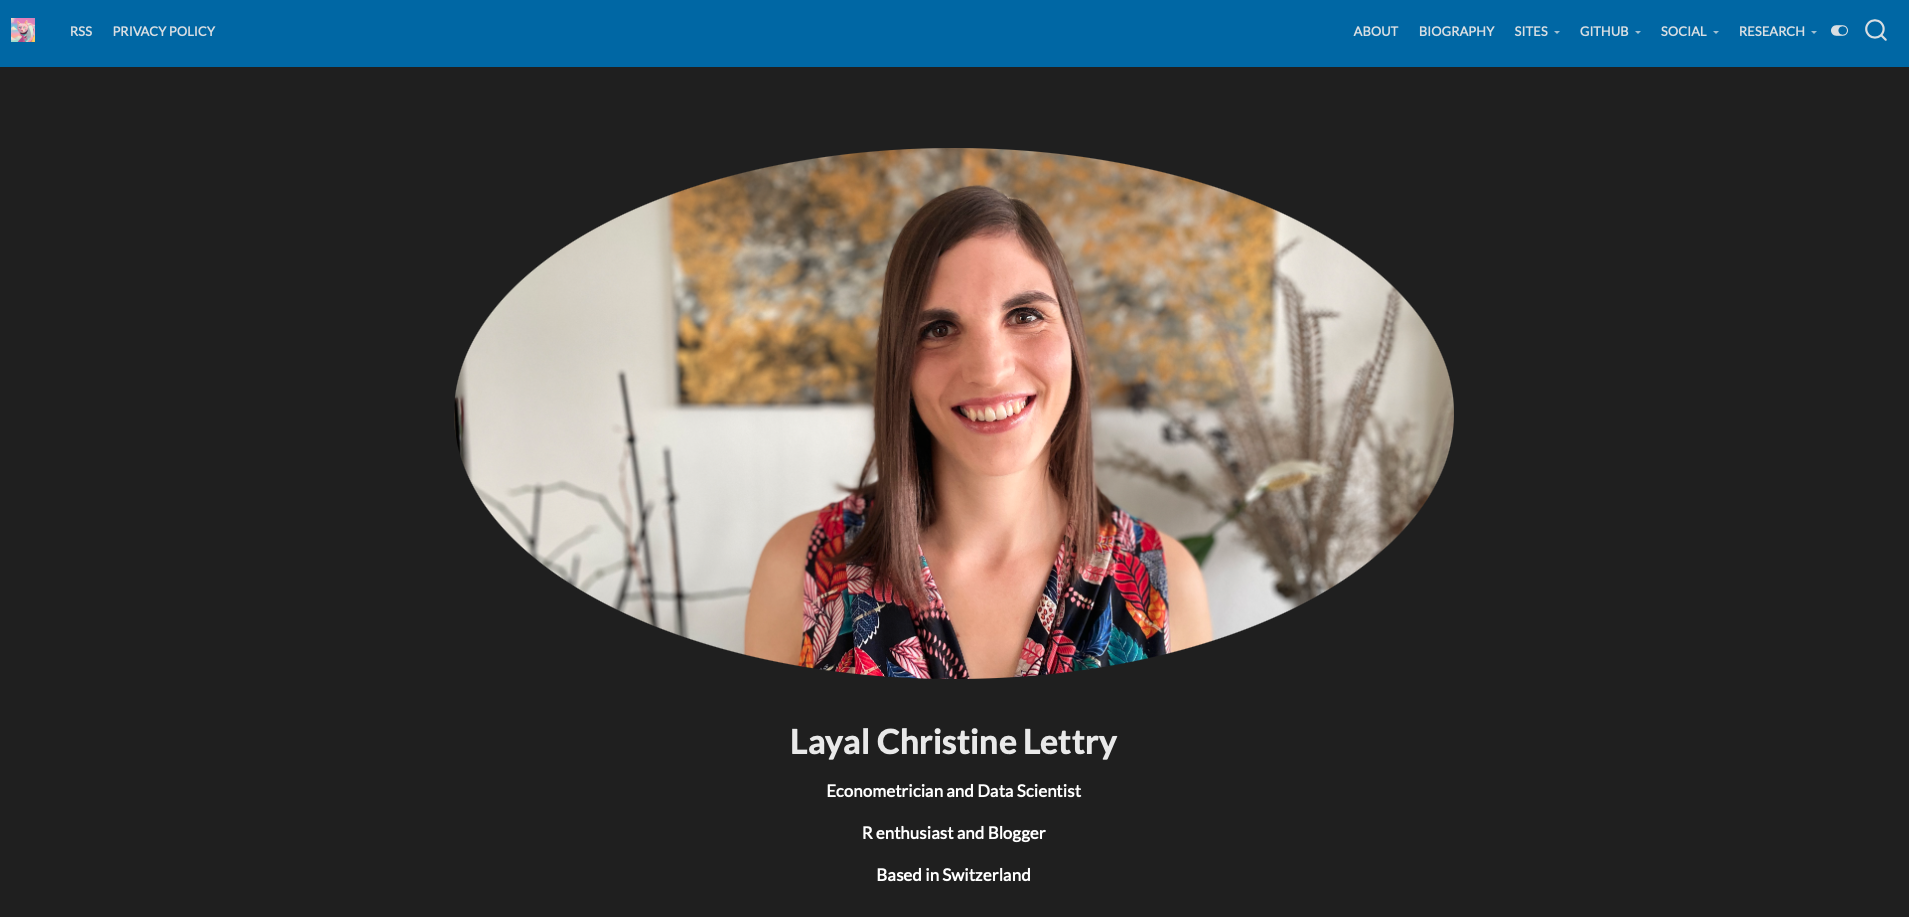 RSS PRIVACY POLICY ABOUT BIOGRAPHY SITES GITHUB SOCIAL RESEARCH
Layal Christine Lettry
Econometrician and Data Scientist
R enthusiast and Blogger
Based in Switzerland